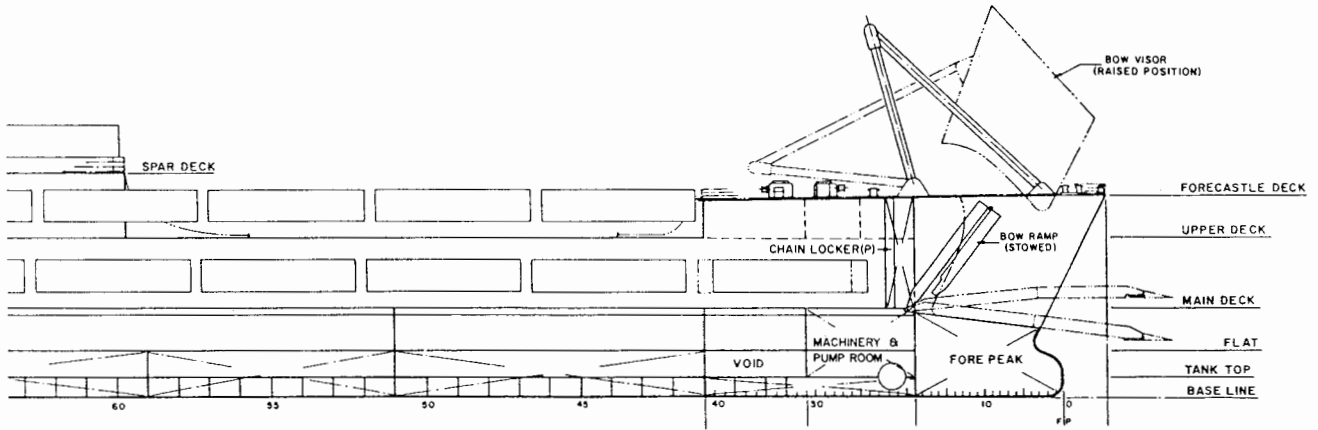 BOW VISOR
(RAISED POSITION)
SPAR DECK
FORECASTLE DECK
UPPER DECK
CHAIN LOCKER(P)
BOW RAMP
(STOWED)
MAIN DECK
MACHINERY &
PUMP ROOM
FLAT
VOID
FORE PEAK
TANK TOP
BASE LINE
60 55 50 45 40 30 10 0
FP